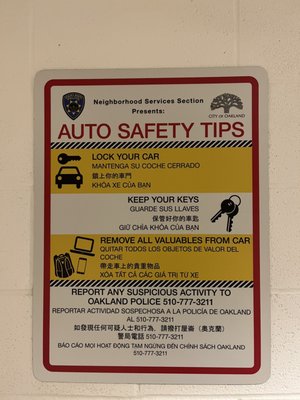 Neighborhood Services Section
Presents:
CITY OF OAKLAND
AUTO SAFETY TIPS
LOCK YOUR CAR
MANTENGA SU COCHE CERRADO
鎖上你的車門
KHÓA XE CỦA BẠN
KEEP YOUR KEYS
GUARDE SUS LLAVES
保管好你的車匙
GIỮ CHÌA KHÓA CỦA BẠN
REMOVE ALL VALUABLES FROM CAR
QUITAR TODOS LOS OBJETOS DE VALOR DEL
COCHE
帶走車上的貴重物品
XÓA TẤT CẢ CÁC GIÁ TRỊ TỪ XE
REPORT ANY SUSPICIOUS ACTIVITY TO
OAKLAND POLICE 510-777-3211
REPORTAR ACTIVIDAD SOSPECHOSA A LA POLICÍA DE OAKLAND
AL 510-777-3211
如發現任何可疑人士和行為，請撥打屋崙（奧克蘭）
警局電話 510-777-3211
BÁO CÁO MỌI HOẠT ĐỘNG TẠM NGỪNG ĐẾN CHÍNH SÁCH OAKLAND
510-777-3211